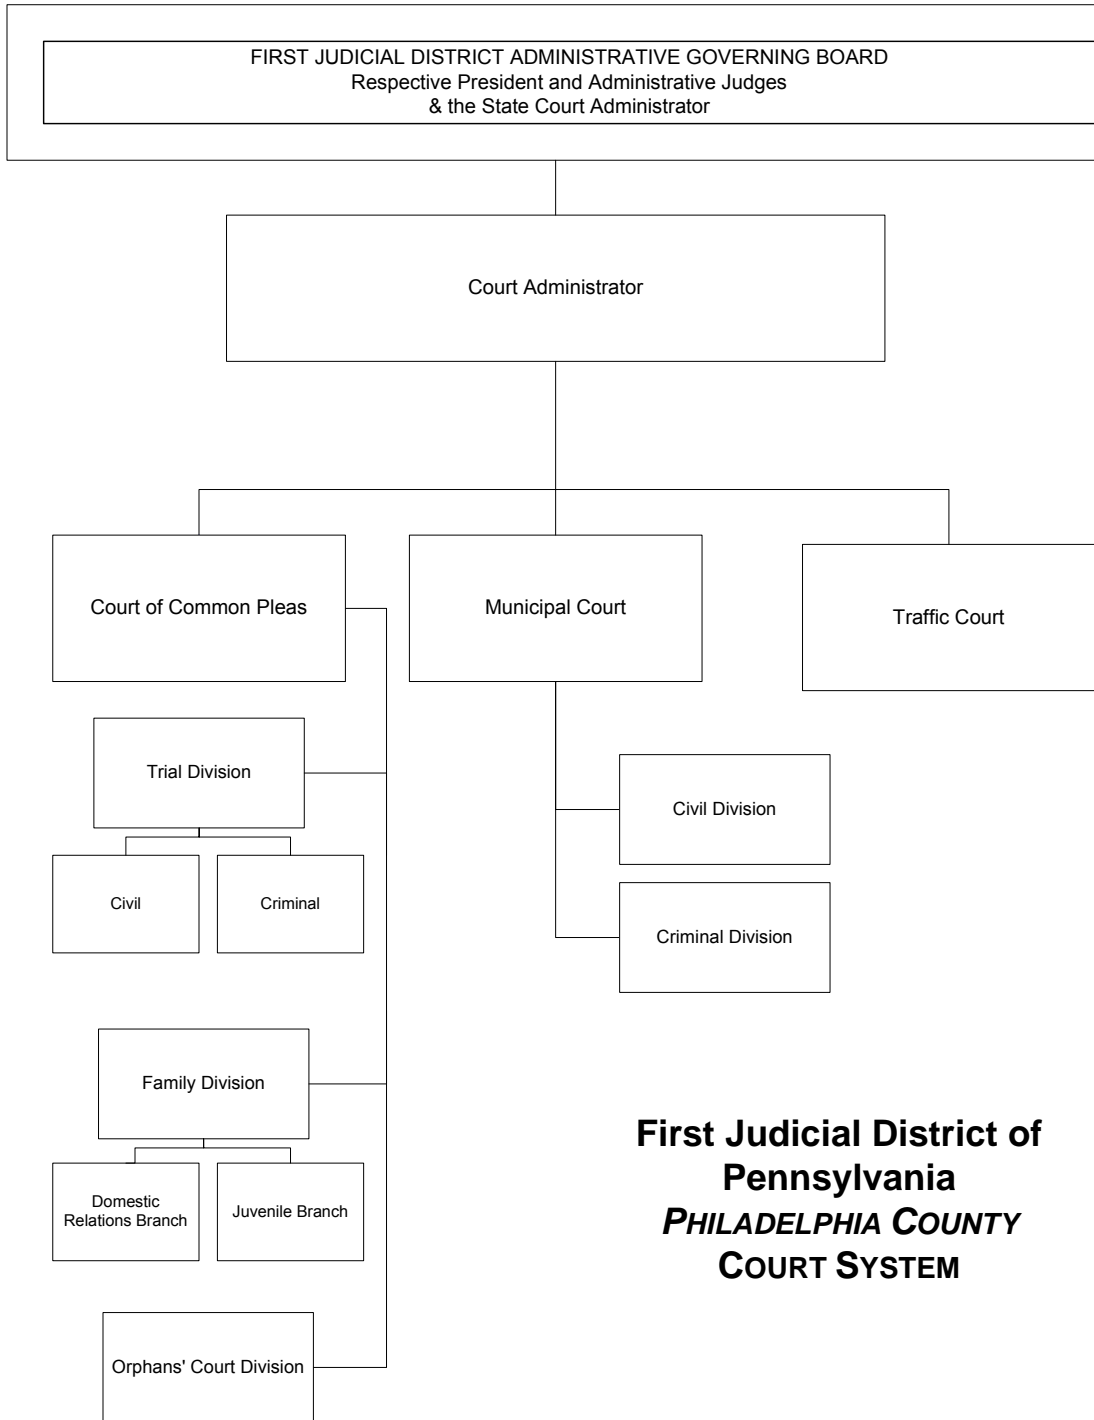 FIRST JUDICIAL DISTRICT ADMINISTRATIVE GOVERNING BOARD
Respective President and Administrative Judges
& the State Court Administrator
Court Administrator
Court of Common Pleas
Municipal Court
Traffic Court
Trial Division
Civil
Criminal
Civil Division
Criminal Division
Family Division
Domestic
Relations Branch
Juvenile Branch
Orphans' Court Division
First Judicial District of
Pennsylvania
PHILADELPHIA COUNTY
COURT SYSTEM